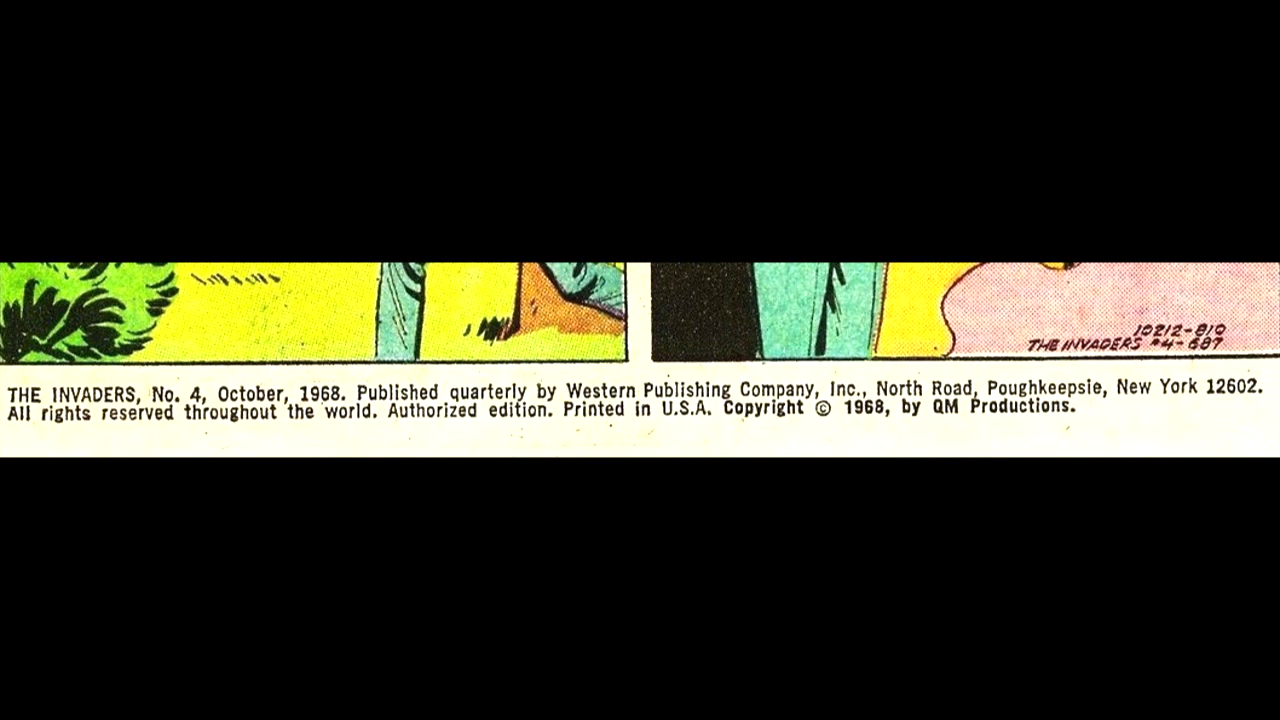 10212-810
THE INVADERS #4-687
THE INVADERS, No. 4, October, 1968. Published quarterly by Western Publishing Company, Inc., North Road, Poughkeepsie, New York 12602.
All rights reserved throughout the world. Authorized edition. Printed in U.S.A. Copyright © 1968, by QM Productions.